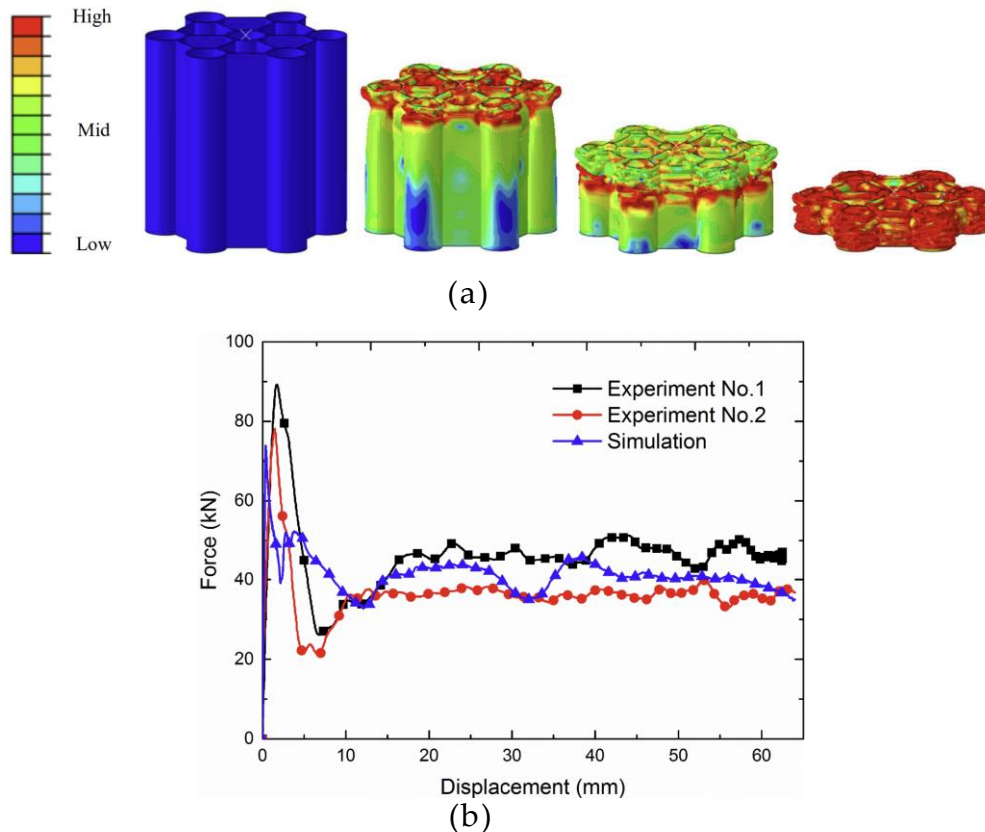 High
Mid
Low
(a)
100
80
60
40
20
0
Force (kN)
Experiment No.1
Experiment No.2
Simulation
0 10 20 30 40 50 60
Displacement (mm)
(b)